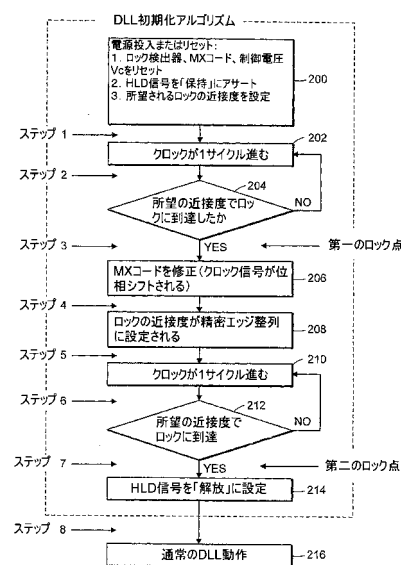 DLL初期化アルゴリズム
電源投入またはリセット:
1. ロック検出器、MXコード、制御電圧
Vcをリセット
2. HLD信号を「保持」にアサート
3. 所望されるロックの近接度を設定
200
ステップ 1
クロックが1サイクル進む
202
ステップ 2
所望の近接度でロッ
クに到達したか
204
NO
ステップ 3
YES
第一のロック点
MXコードを修正(クロック信号が位
相シフトされる)
206
ステップ 4
ロックの近接度が精密エッジ整列
に設定される
208
ステップ 5
クロックが1サイクル進む
210
ステップ 6
所望の近接度で
ロックに到達
212
NO
ステップ 7
YES
第二のロック点
HLD信号を「解放」に設定
214
ステップ 8
通常のDLL動作
216